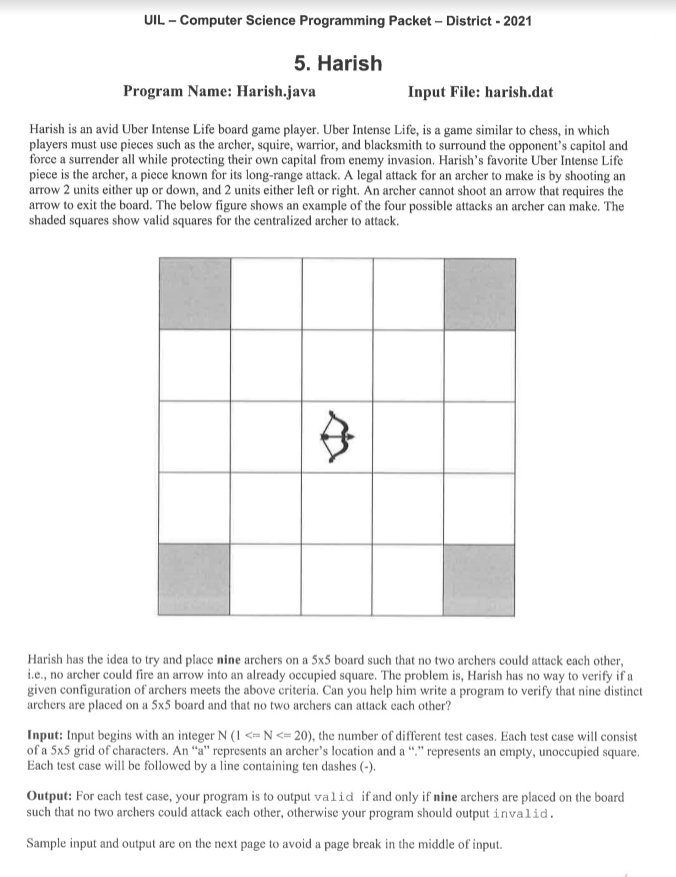 UIL – Computer Science Programming Packet – District - 2021
5. Harish
Program Name: Harish.java Input File: harish.dat
Harish is an avid Uber Intense Life board game player. Uber Intense Life, is a game similar to chess, in which
players must use pieces such as the archer, squire, warrior, and blacksmith to surround the opponent's capitol and
force a surrender all while protecting their own capital from enemy invasion. Harish's favorite Uber Intense Life
piece is the archer, a piece known for its long-range attack. A legal attack for an archer to make is by shooting an
arrow 2 units either up or down, and 2 units either left or right. An archer cannot shoot an arrow that requires the
arrow to exit the board. The below figure shows an example of the four possible attacks an archer can make. The
shaded squares show valid squares for the centralized archer to attack.
Harish has the idea to try and place nine archers on a 5x5 board such that no two archers could attack each other,
i.e., no archer could fire an arrow into an already occupied square. The problem is, Harish has no way to verify if a
given configuration of archers meets the above criteria. Can you help him write a program to verify that nine distinct
archers are placed on a 5x5 board and that no two archers can attack each other?
Input: Input begins with an integer N (1 <= N <= 20), the number of different test cases. Each test case will consist
of a 5x5 grid of characters. An "a" represents an archer's location and a "." represents an empty, unoccupied square.
Each test case will be followed by a line containing ten dashes (-).
Output: For each test case, your program is to output valid if and only if nine archers are placed on the board
such that no two archers could attack each other, otherwise your program should output invalid.
Sample input and output are on the next page to avoid a page break in the middle of input.